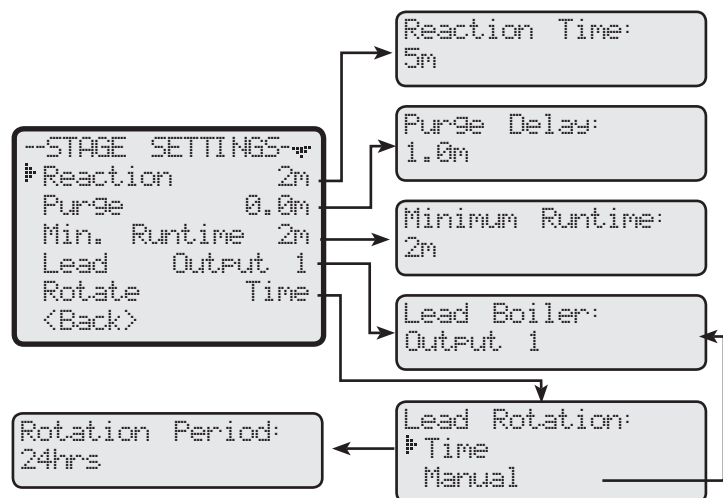 --STAGE SETTINGS--
Reaction 2m
Purge 0.0m
Min. Runtime 2m
Lead Output 1
Rotate Time
<Back>
Reaction Time:
5m
Purge Delay:
1.0m
Minimum Runtime:
2m
Lead Boiler:
Output 1
Lead Rotation:
Time
Manual
Rotation Period:
24hrs